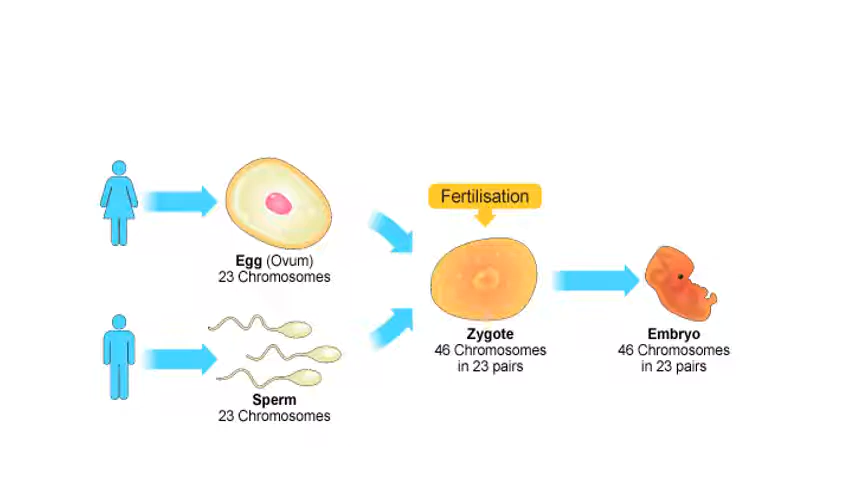 Fertilisation
Egg (Ovum)
23 Chromosomes
Zygote
46 Chromosomes
in 23 pairs
Embryo
46 Chromosomes
in 23 pairs
Sperm
23 Chromosomes